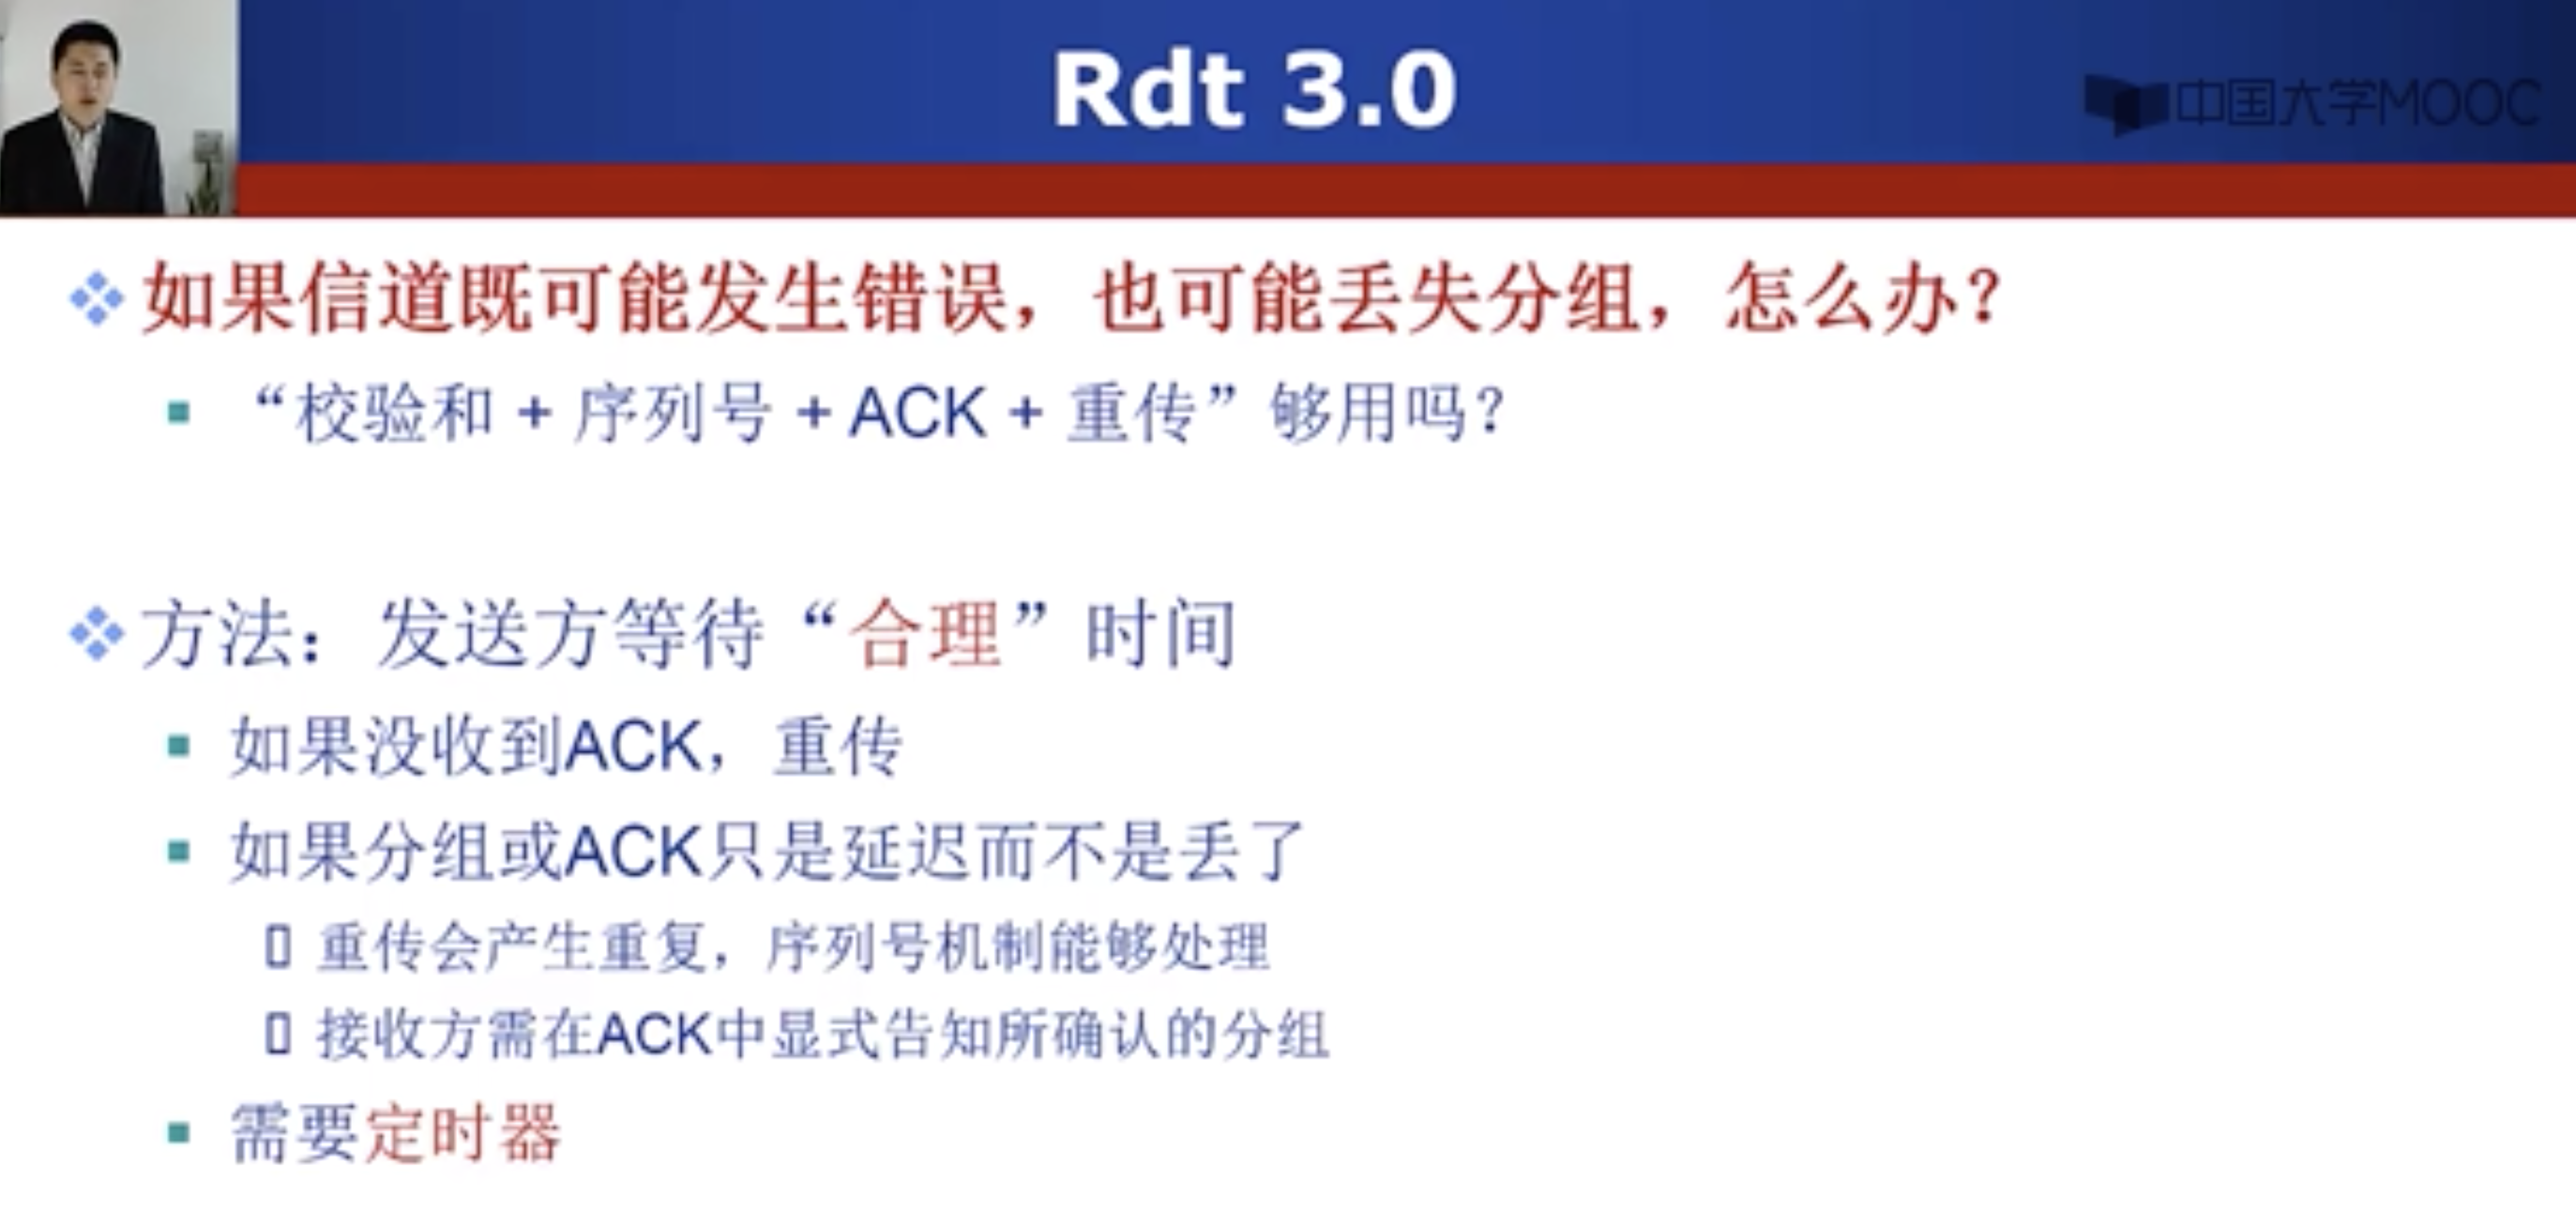 Rdt 3.0
中国大学MOOC
如果信道既可能发生错误，也可能丢失分组，怎么办？
“校验和 + 序列号 + ACK + 重传”够用吗？
方法：发送方等待“合理”时间
如果没收到ACK，重传
如果分组或ACK只是延迟而不是丢了
重传会产生重复，序列号机制能够处理
接收方需在ACK中显式告知所确认的分组
需要定时器